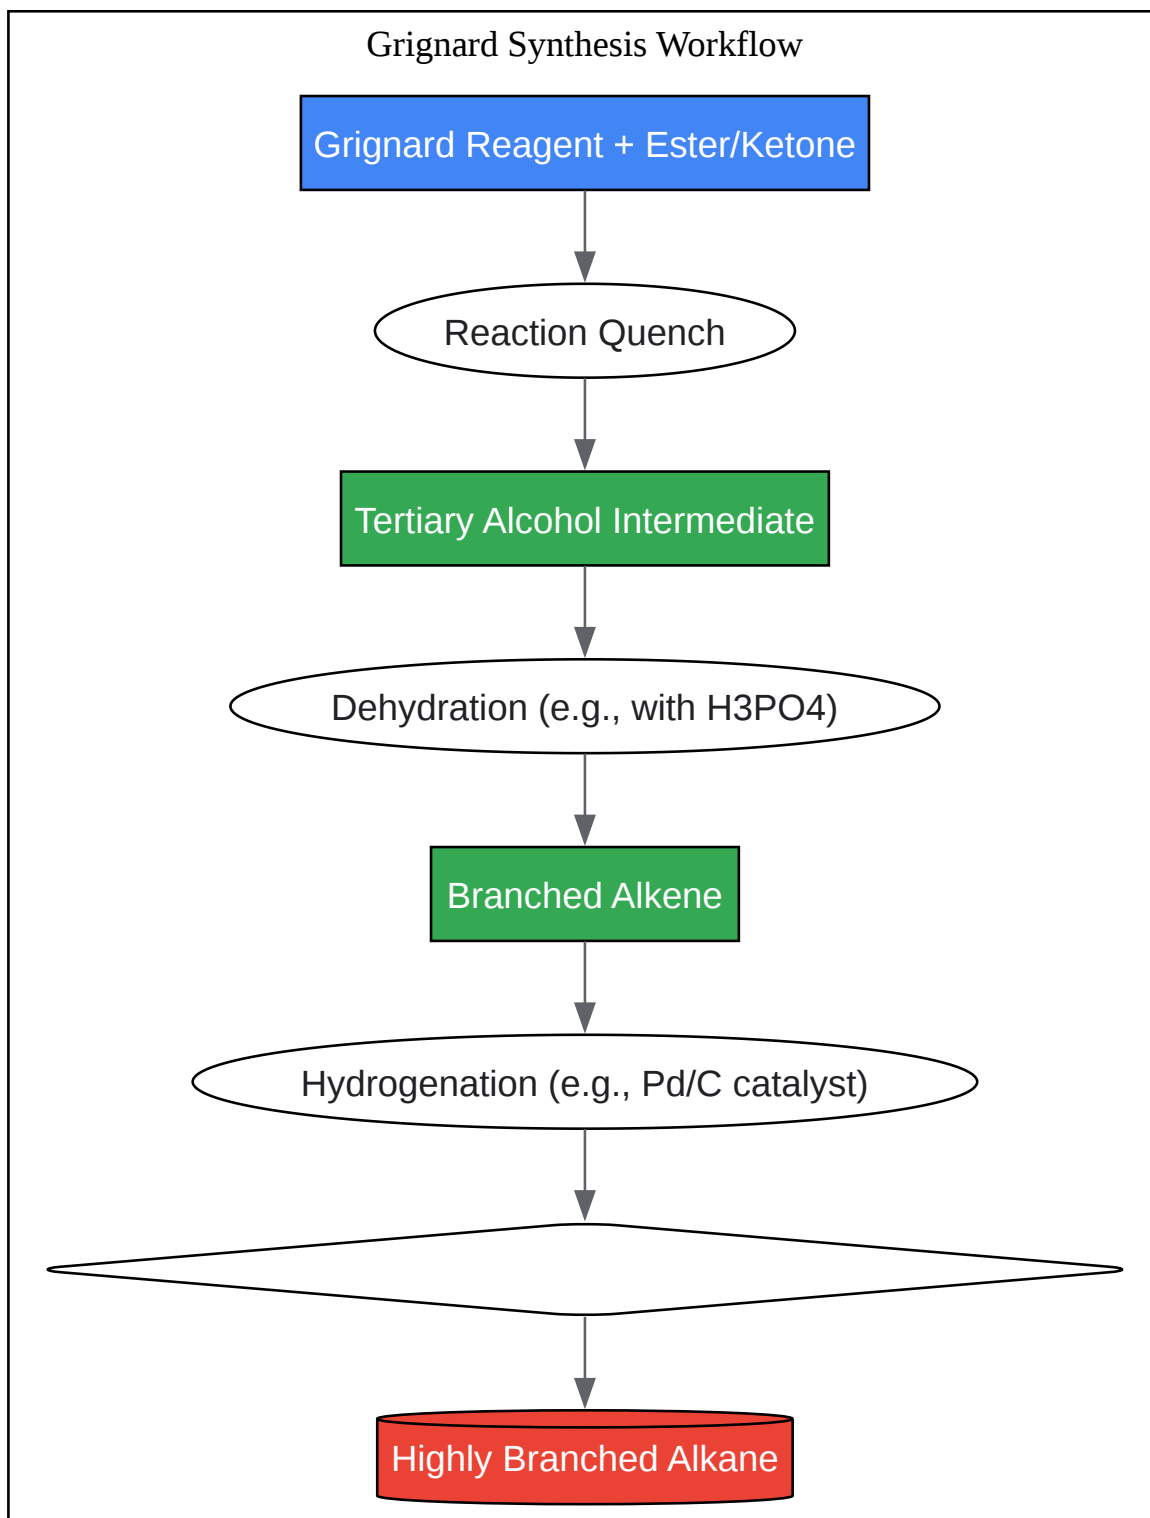 Grignard Synthesis Workflow
Grignard Reagent + Ester/Ketone
Reaction Quench
Tertiary Alcohol Intermediate
Dehydration (e.g., with H3PO4)
Branched Alkene
Hydrogenation (e.g., Pd/C catalyst)
Highly Branched Alkane